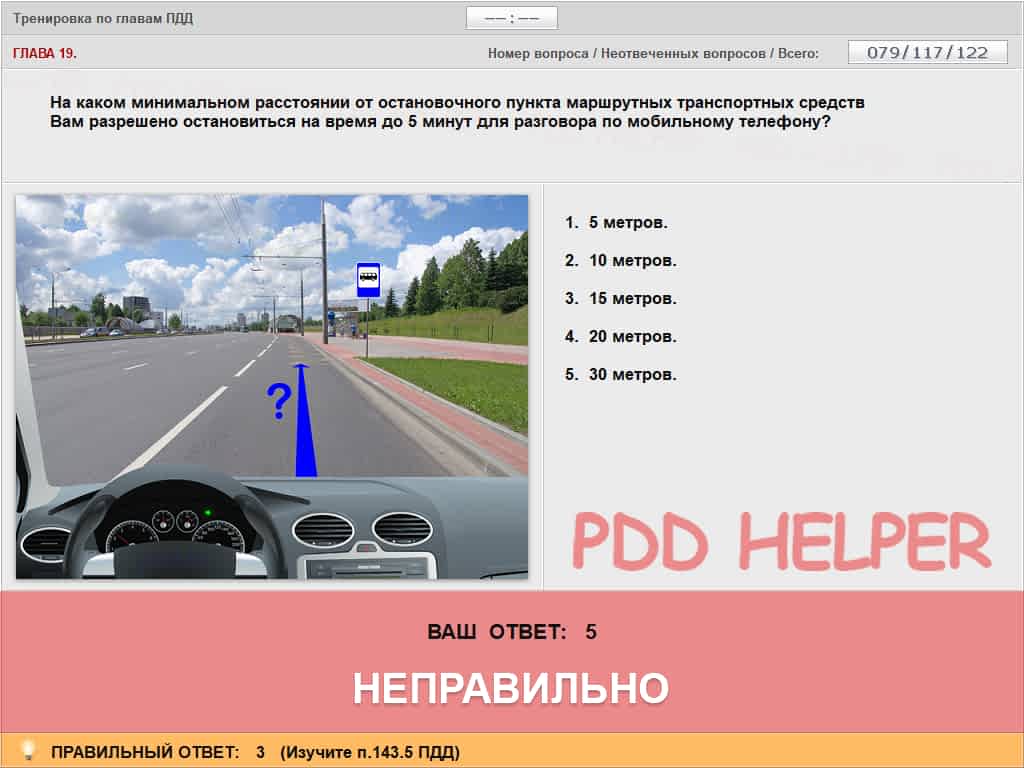 Тренировка по главам ПДД
–– : ––
ГЛАВА 19.
Номер вопроса / Неотвеченных вопросов / Всего:
079/117/122
На каком минимальном расстоянии от остановочного пункта маршрутных транспортных средств
Вам разрешено остановиться на время до 5 минут для разговора по мобильному телефону?
1. 5 метров.
2. 10 метров.
3. 15 метров.
4. 20 метров.
5. 30 метров.
?
PDD HELPER
ВАШ ОТВЕТ: 5
НЕПРАВИЛЬНО
ПРАВИЛЬНЫЙ ОТВЕТ: 3 (Изучите п.143.5 ПДД)